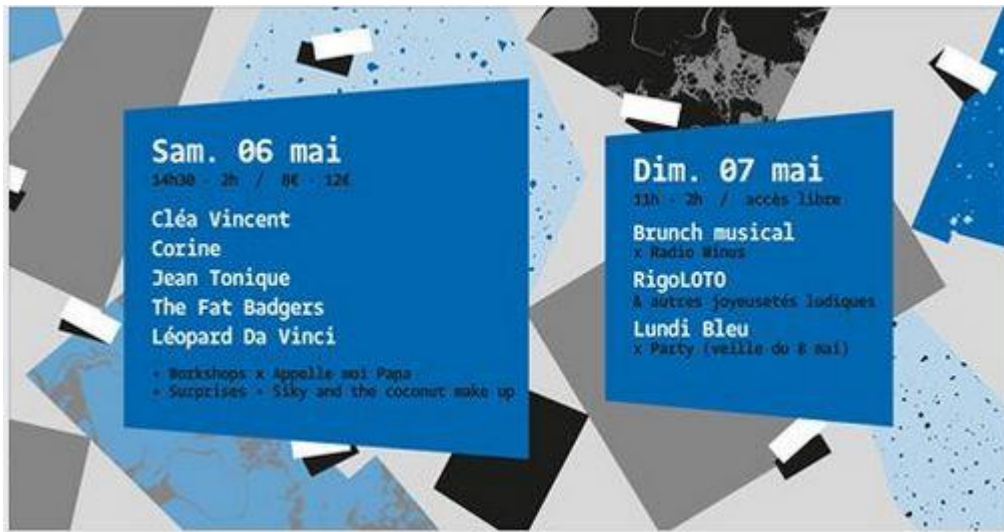 Sam. 06 mai
14h30 - 2h / 8€ - 12€
Cléa Vincent
Corine
Jean Tonique
The Fat Badgers
Léopard Da Vinci
+ Workshops x Appelle moi Papa
+ Surprises + Siky and the coconut make up
Dim. 07 mai
11h - 2h / accès libre
Brunch musical
x Radio Minus
RigoLOTO
& autres joyeusetés ludiques
Lundi Bleu
x Party (veille du 8 mai)